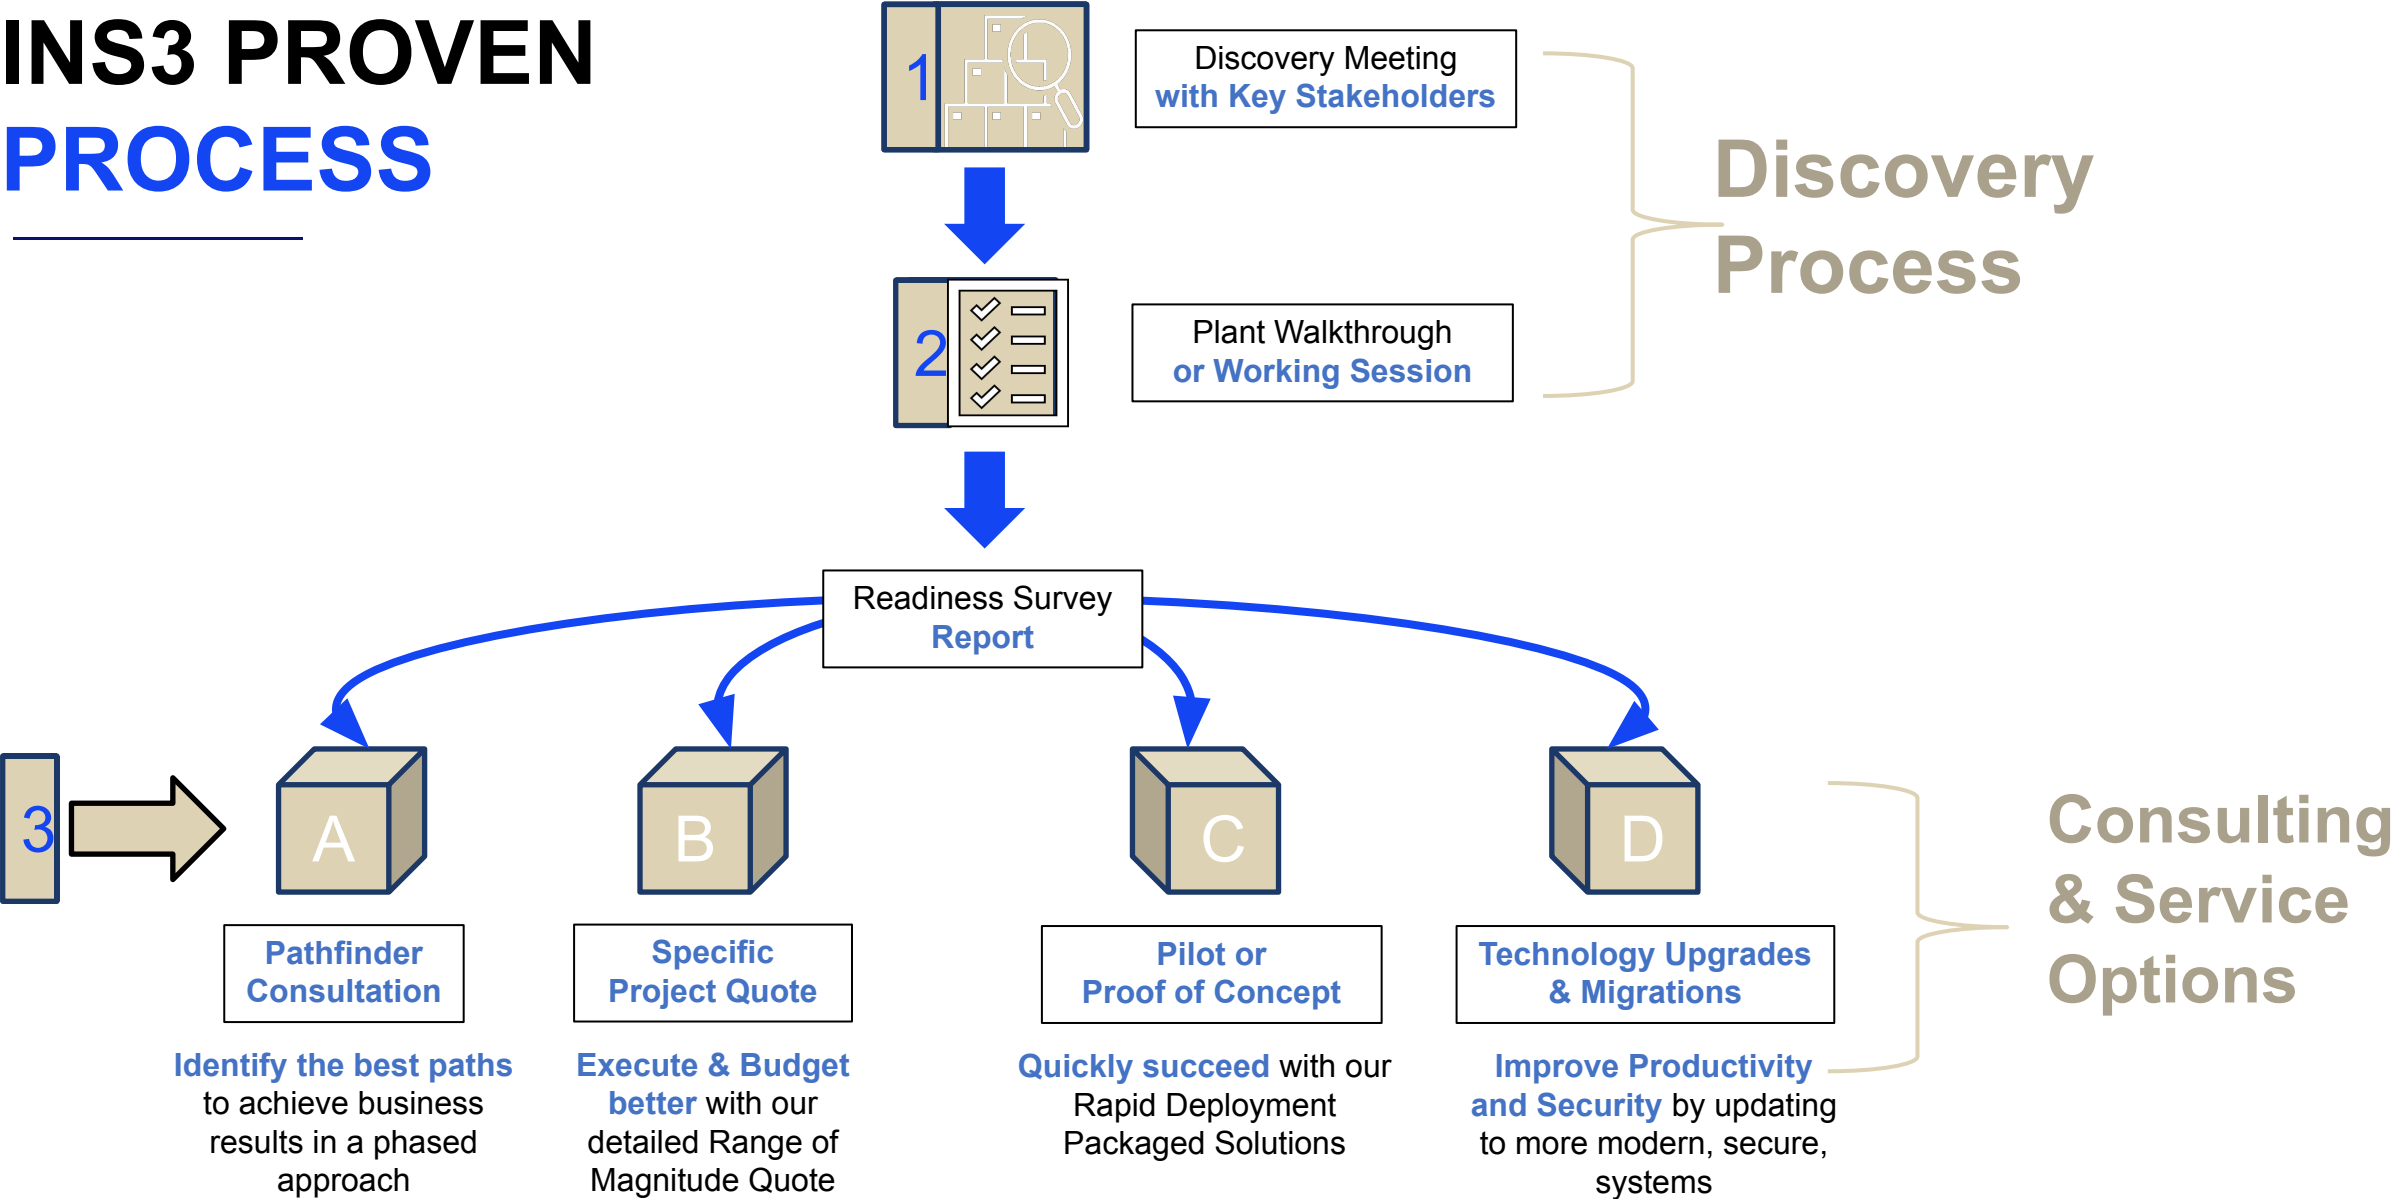 INS3 PROVEN
PROCESS
1
Discovery Meeting
with Key Stakeholders
Discovery
Process
2
Plant Walkthrough
or Working Session
Readiness Survey
Report
3
A
B
C
D
Consulting
& Service
Options
Pathfinder
Consultation
Identify the best paths
to achieve business
results in a phased
approach
Specific
Project Quote
Execute & Budget
better with our
detailed Range of
Magnitude Quote
Pilot or
Proof of Concept
Quickly succeed with our
Rapid Deployment
Packaged Solutions
Technology Upgrades
& Migrations
Improve Productivity
and Security by updating
to more modern, secure,
systems